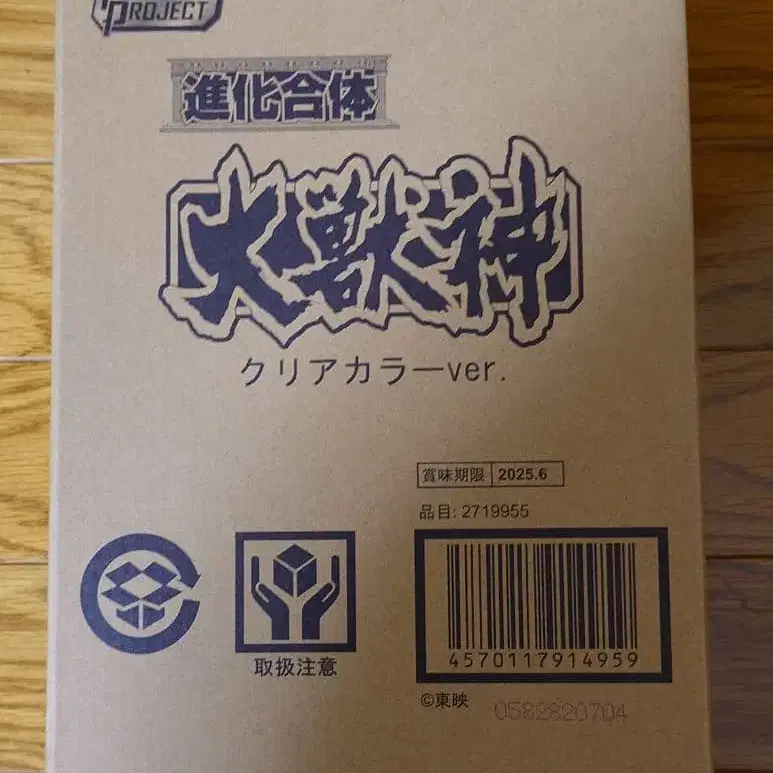 PROJECT
進化合体
大獣神
クリアカラーver.
賞味期限 2025.6
品目: 2719955
取扱注意
4570117914959
©東映
0582820704